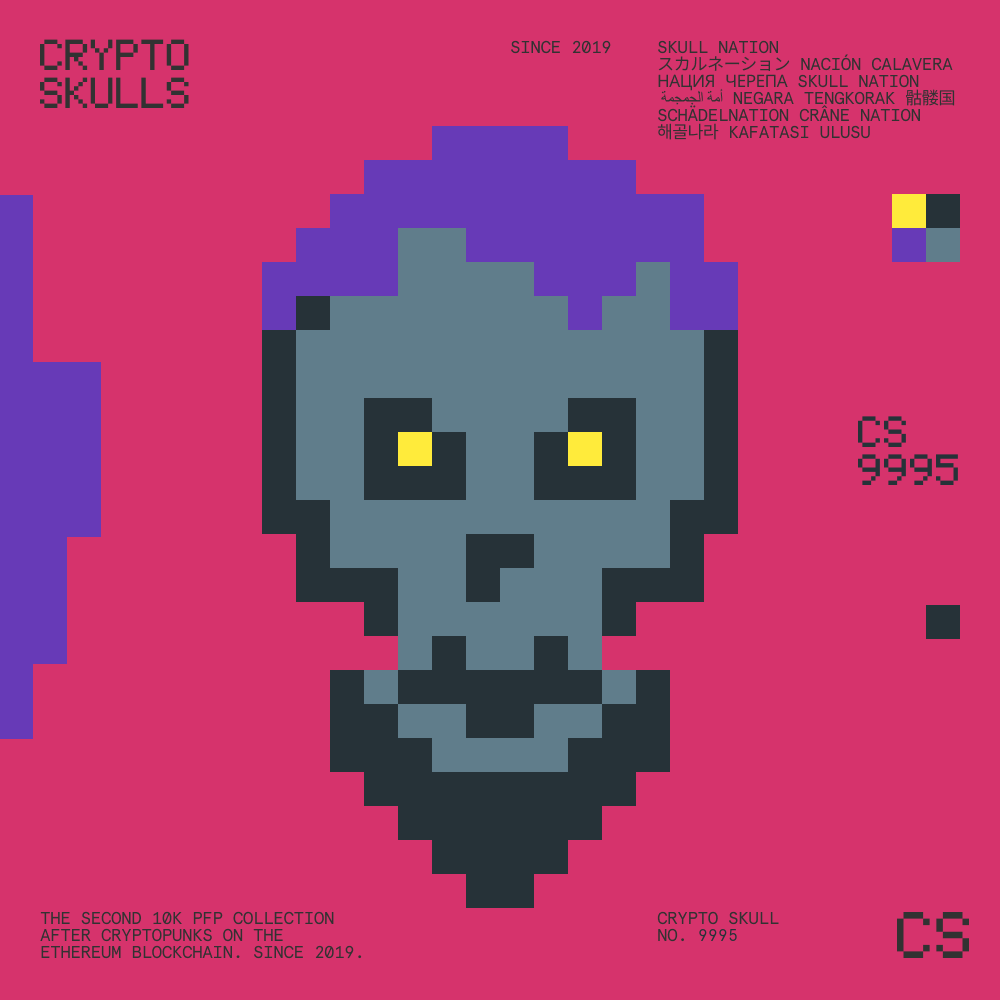 CRYPTO
SKULLS
SINCE 2019
SKULL NATION
スカルネーション NACIÓN CALAVERA
НАЦИЯ ЧЕРЕПА SKULL NATION
أمة الجمجمة NEGARA TENGKORAK 骷髅国
SCHÄDELNATION CRÂNE NATION
해골나라 KAFATASI ULUSU
CS
9995
THE SECOND 10K PFP COLLECTION
AFTER CRYPTOPUNKS ON THE
ETHEREUM BLOCKCHAIN. SINCE 2019.
CRYPTO SKULL
NO. 9995
CS